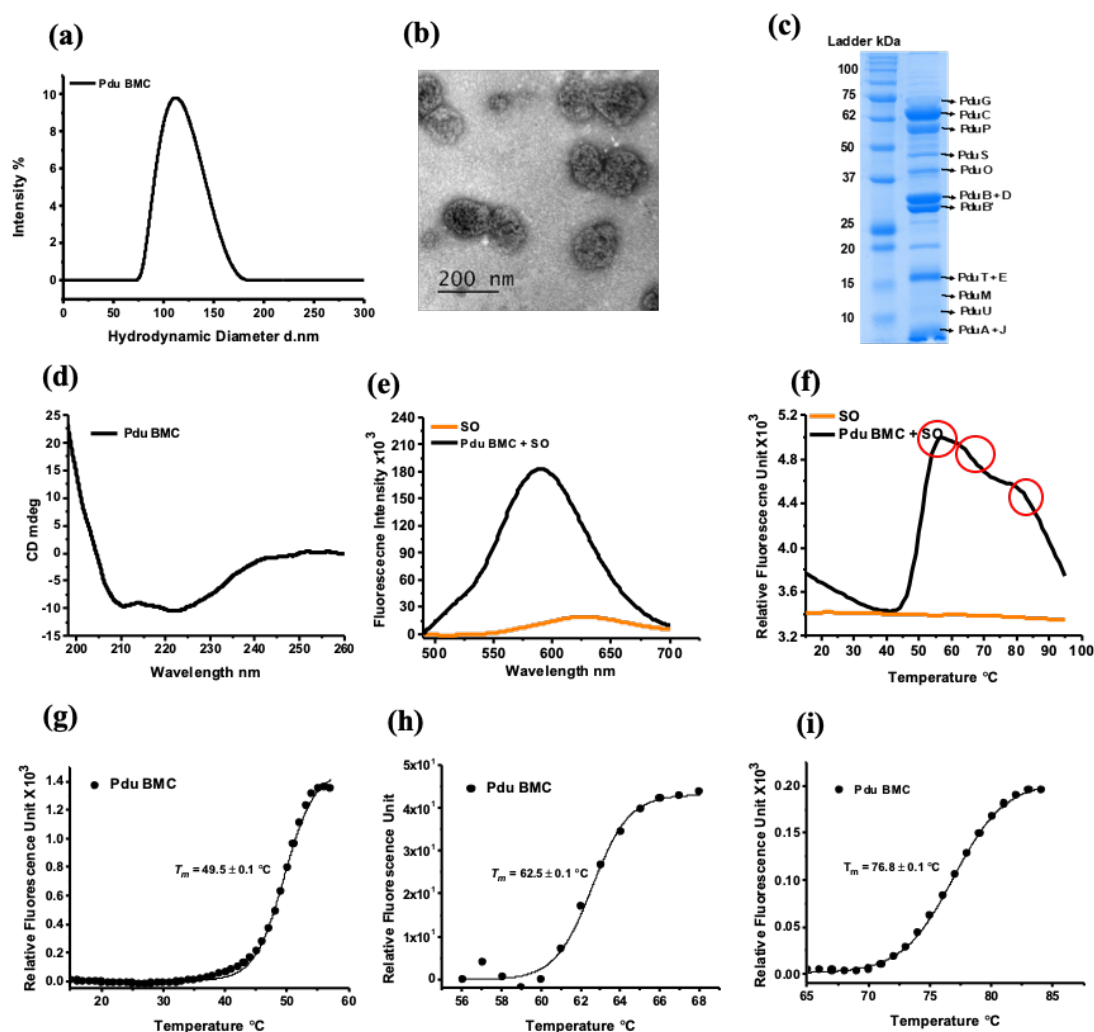 (a)
Pdu BMC
Intensity %
10
8
6
4
2
0
0 50 100 150 200 250 300
Hydrodynamic Diameter d.nm
(b)
200 nm
(c)
Ladder kDa
100
75
62
50
37
25
20
15
10
Pdu G
Pdu C
Pdu P
Pdu S
Pdu O
Pdu B + D
Pdu B'
Pdu T + E
Pdu M
Pdu U
Pdu A + J
(d)
Pdu BMC
CD mdeg
25
20
15
10
5
0
-5
-10
-15
200 210 220 230 240 250 260
Wavelength nm
(e)
SO
Pdu BMC + SO
Fluoresecnce Intensity x10³
240
210
180
150
120
90
60
30
0
500 550 600 650 700
Wavelength nm
(f)
SO
Pdu BMC + SO
Relative Fluoresecne Unit X10³
5.2
4.8
4.4
4.0
3.6
3.2
20 30 40 50 60 70 80 90 100
Temperature °C
(g)
Pdu BMC
Relative Fluorescence Unit X 10³
1.4
1.2
1.0
0.8
0.6
0.4
0.2
0.0
Tm = 49.5 ± 0.1 °C
20 30 40 50 60
Temperature °C
(h)
Pdu BMC
Relative Fluorescence Unit
5x10¹
4x10¹
3x10¹
2x10¹
1x10¹
0
Tm = 62.5 ± 0.1 °C
56 58 60 62 64 66 68
Temperature °C
(i)
Pdu BMC
Relative Fluorescence Unit X 10³
0.20
0.15
0.10
0.05
0.00
Tm = 76.8 ± 0.1 °C
65 70 75 80 85
Temperature °C